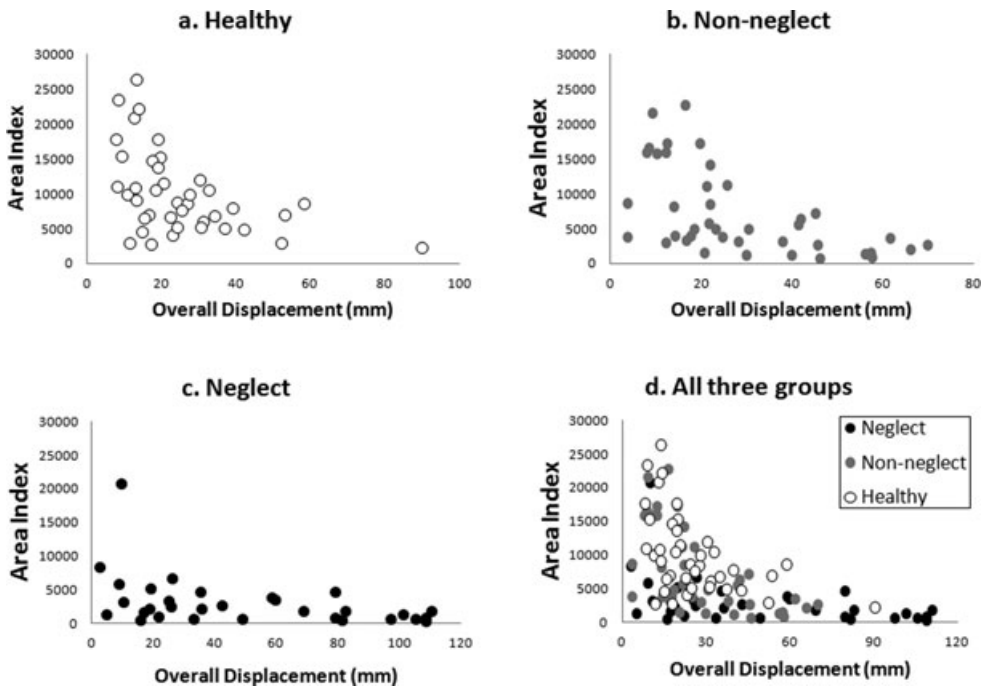 a. Healthy
Area Index
30000
25000
20000
15000
10000
5000
0
0 20 40 60 80 100
Overall Displacement (mm)
b. Non-neglect
Area Index
30000
25000
20000
15000
10000
5000
0
0 20 40 60 80
Overall Displacement (mm)
c. Neglect
Area Index
30000
25000
20000
15000
10000
5000
0
0 20 40 60 80 100 120
Overall Displacement (mm)
d. All three groups
Area Index
30000
25000
20000
15000
10000
5000
0
0 30 60 90 120
Overall Displacement (mm)
Neglect
Non-neglect
Healthy